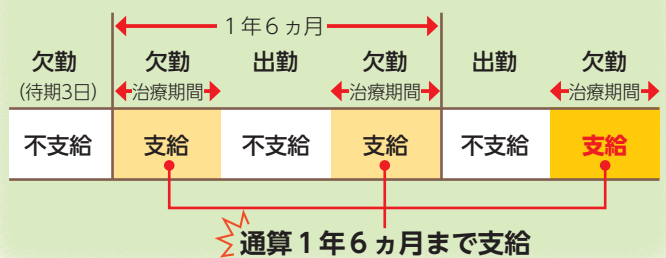 1年6ヵ月
欠勤 欠勤 出勤 欠勤 出勤 欠勤
(待期3日) 治療期間 治療期間 治療期間
不支給 支給 不支給 支給 不支給 支給
通算1年6ヵ月まで支給